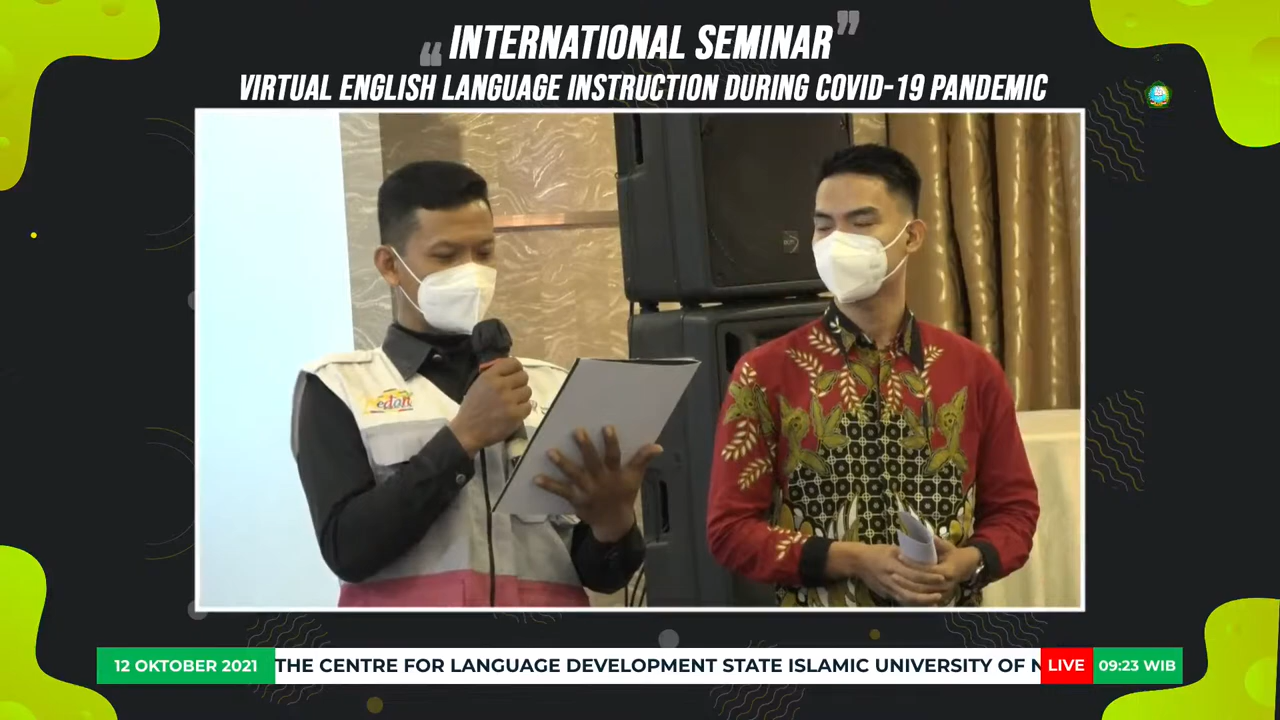 "INTERNATIONAL SEMINAR"
VIRTUAL ENGLISH LANGUAGE INSTRUCTION DURING COVID-19 PANDEMIC
12 OKTOBER 2021 THE CENTRE FOR LANGUAGE DEVELOPMENT STATE ISLAMIC UNIVERSITY OF LIVE 09:23 WIB